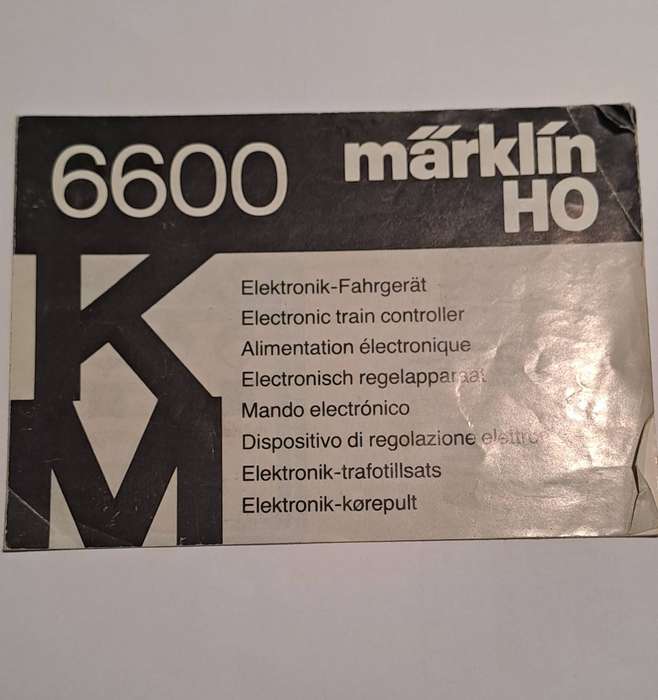 6600
märklin
HO
K
M
Elektronik-Fahrgerät
Electronic train controller
Alimentation électronique
Electronisch regelapparaat
Mando electrónico
Dispositivo di regolazione
Elektronik-trafotillsats
Elektronik-kørepult